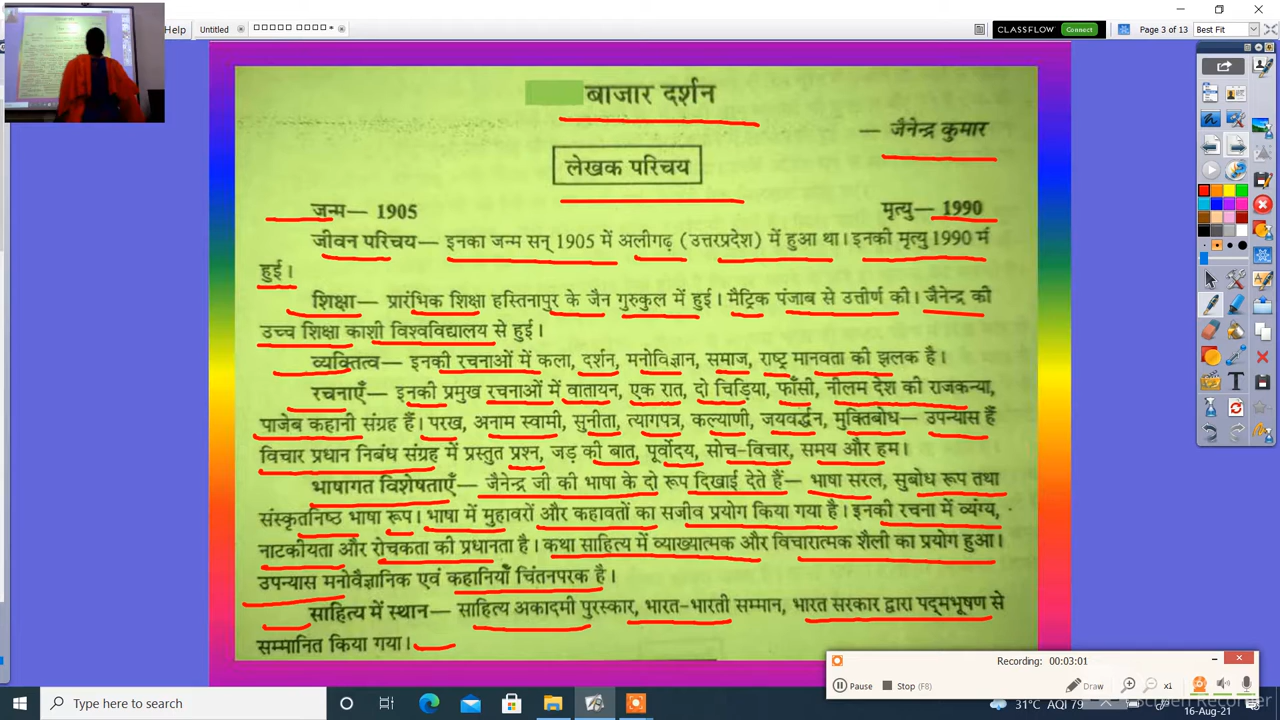 Help
Untitled
CLASSFLOW Connect
Page 3 of 13
Best Fit
बाजार दर्शन
— जैनेन्द्र कुमार
लेखक परिचय
जन्म— 1905 मृत्यु— 1990
जीवन परिचय— इनका जन्म सन् 1905 में अलीगढ़ (उत्तरप्रदेश) में हुआ था। इनकी मृत्यु 1990 में
हुई।
शिक्षा— प्रारंभिक शिक्षा हस्तिनापुर के जैन गुरुकुल में हुई। मैट्रिक पंजाब से उत्तीर्ण की। जैनेन्द्र की
उच्च शिक्षा काशी विश्वविद्यालय से हुई।
व्यक्तित्व— इनकी रचनाओं में कला, दर्शन, मनोविज्ञान, समाज, राष्ट्र मानवता की झलक है।
रचनाएँ— इनकी प्रमुख रचनाओं में वातायन, एक रात, दो चिड़िया, फाँसी, नीलम देश की राजकन्या,
पाजेब कहानी संग्रह हैं। परख, अनाम स्वामी, सुनीता, त्यागपत्र, कल्याणी, जयवर्द्धन, मुक्तिबोध— उपन्यास हैं
विचार प्रधान निबंध संग्रह में प्रस्तुत प्रश्न, जड़ की बात, पूर्वोदय, सोच-विचार, समय और हम।
भाषागत विशेषताएँ— जैनेन्द्र जी की भाषा के दो रूप दिखाई देते हैं— भाषा सरल, सुबोध रूप तथा
संस्कृतनिष्ठ भाषा रूप। भाषा में मुहावरों और कहावतों का सजीव प्रयोग किया गया है। इनकी रचना में व्यंग्य,
नाटकीयता और रोचकता की प्रधानता है। कथा साहित्य में व्याख्यात्मक और विचारात्मक शैली का प्रयोग हुआ।
उपन्यास मनोवैज्ञानिक एवं कहानियाँ चिंतनपरक है।
साहित्य में स्थान— साहित्य अकादमी पुरस्कार, भारत-भारती सम्मान, भारत सरकार द्वारा पद्मभूषण से
सम्मानित किया गया।
Recording: 00:03:01
Pause Stop (F8) Draw x1
Type here to search
31°C AQI 79
16-Aug-21